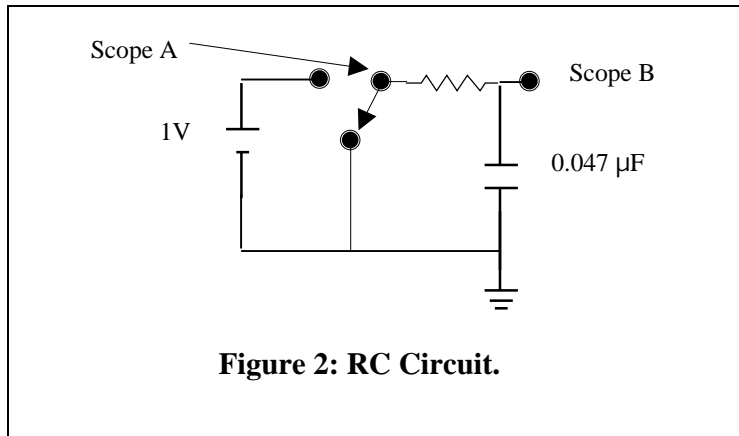 Scope A
Scope B
1V
0.047 µF
Figure 2: RC Circuit.